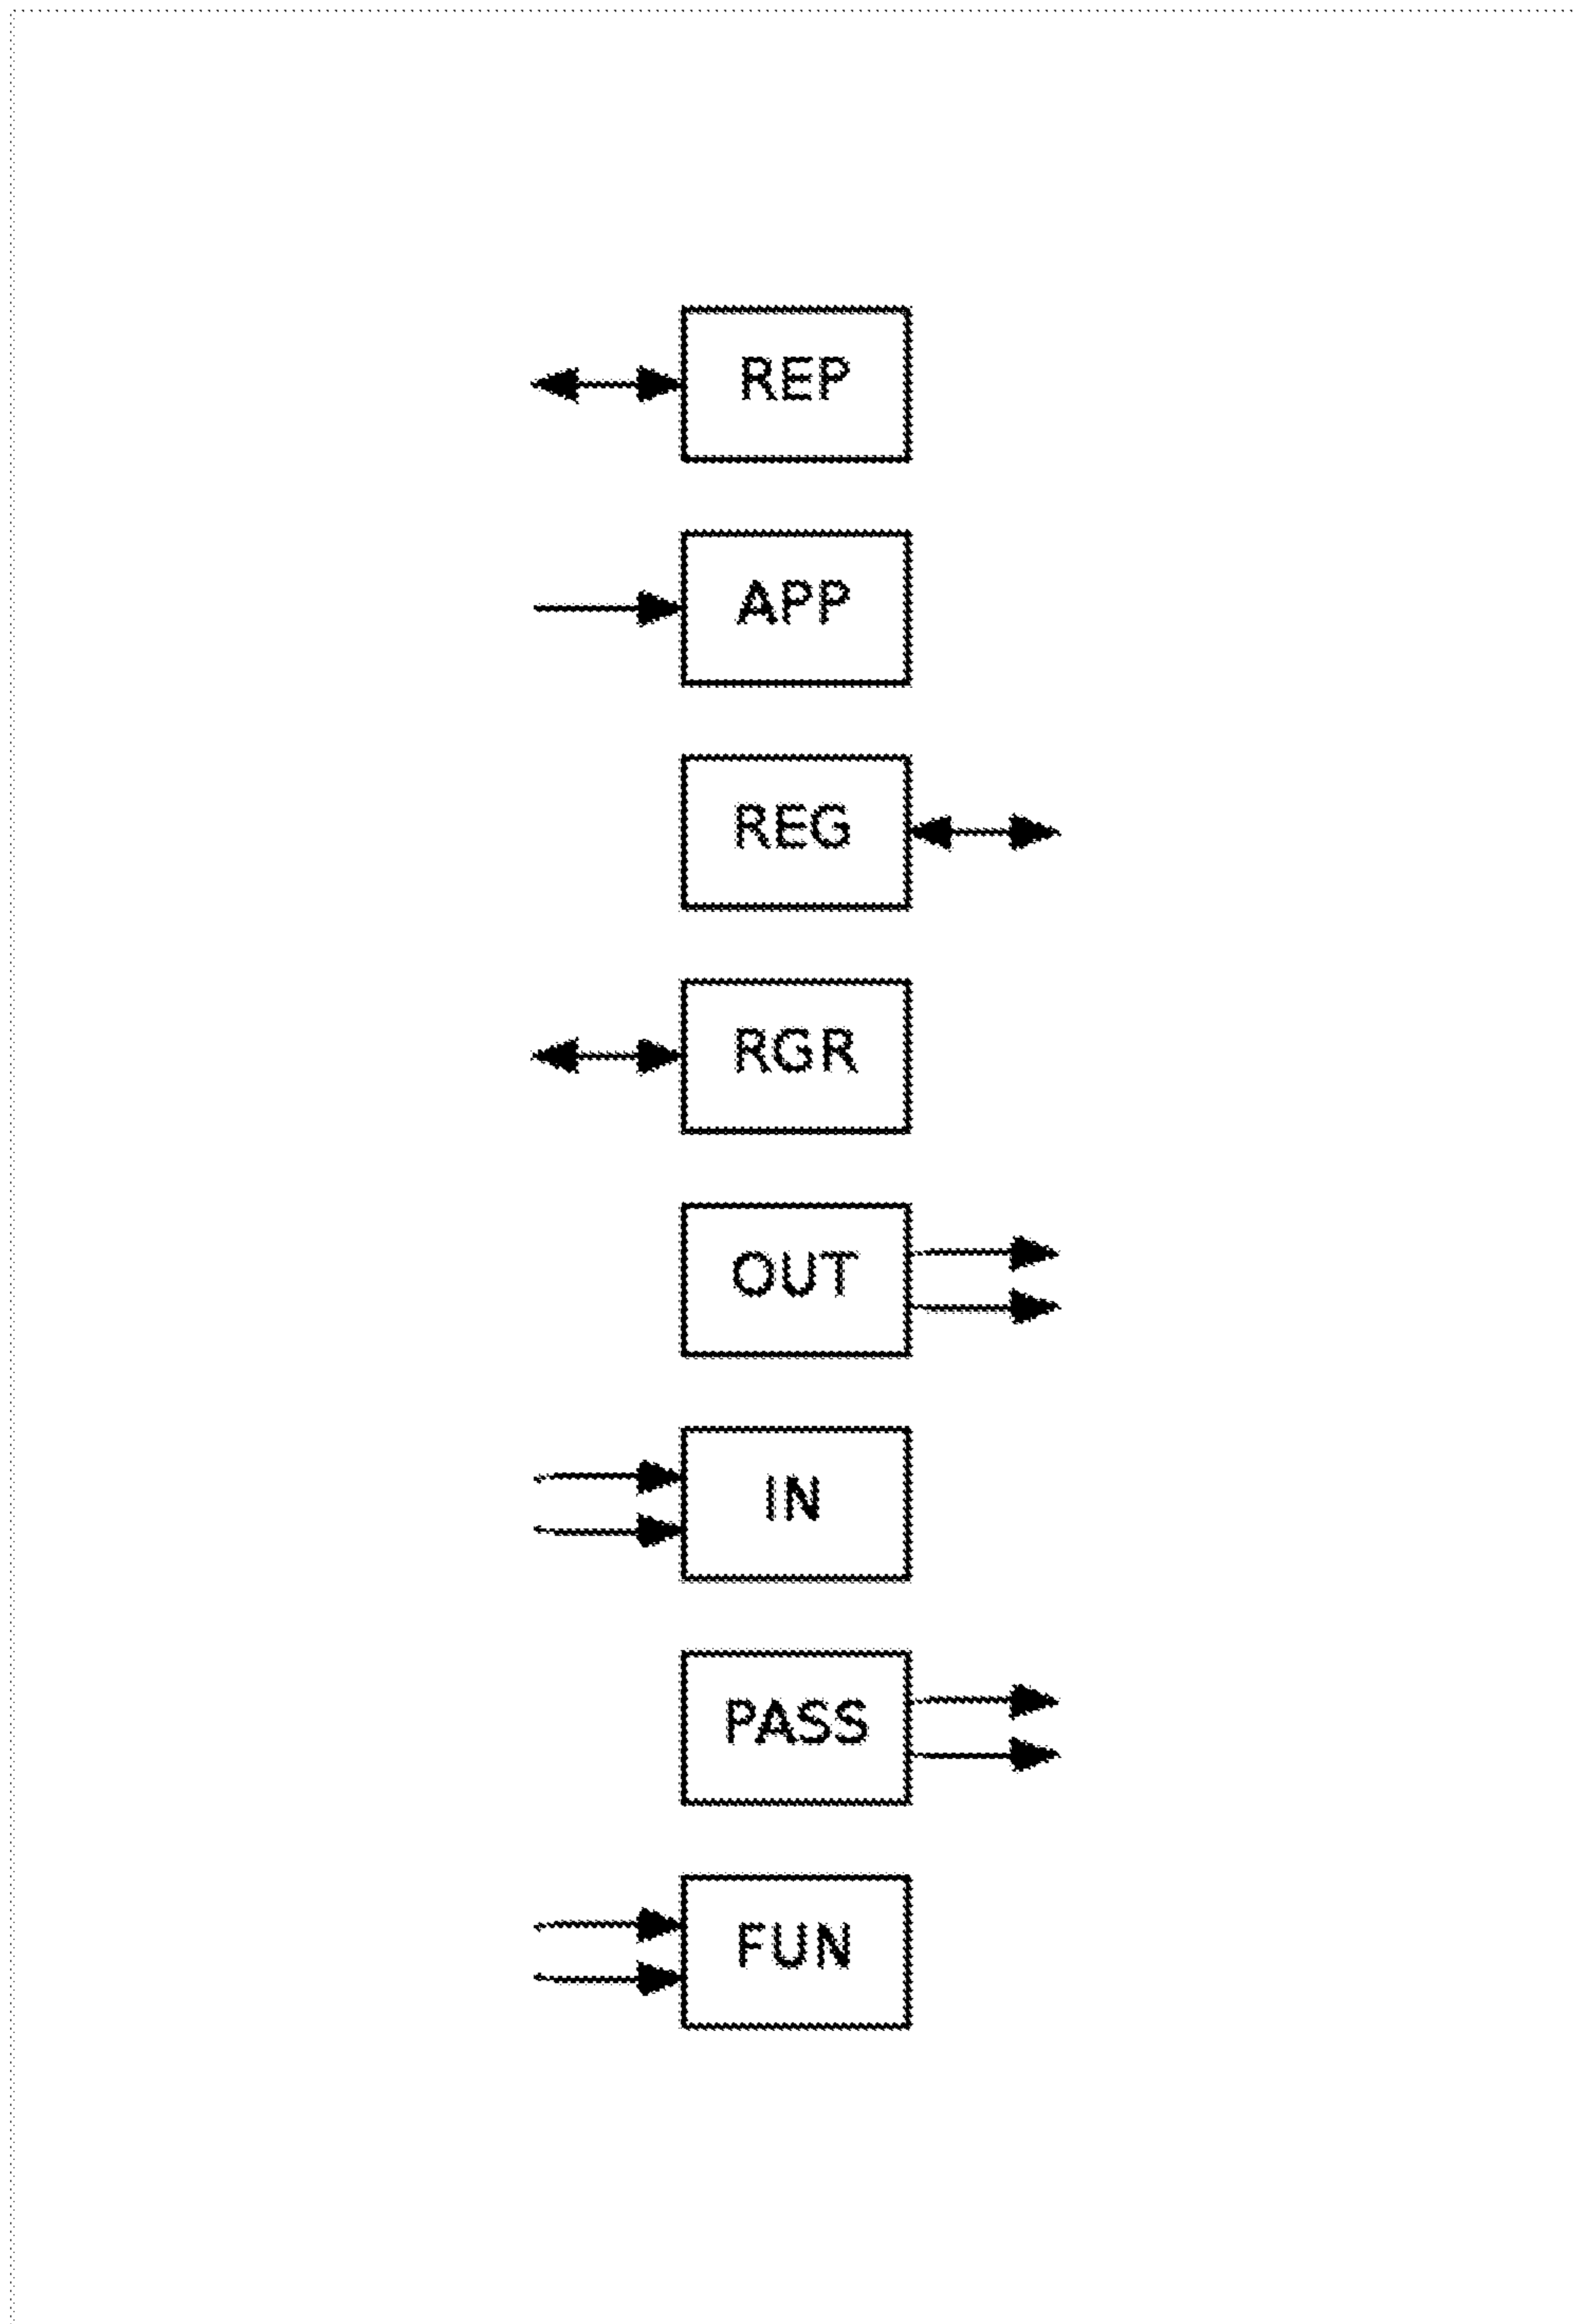 REP
APP
REG
RGR
OUT
IN
PASS
FUN